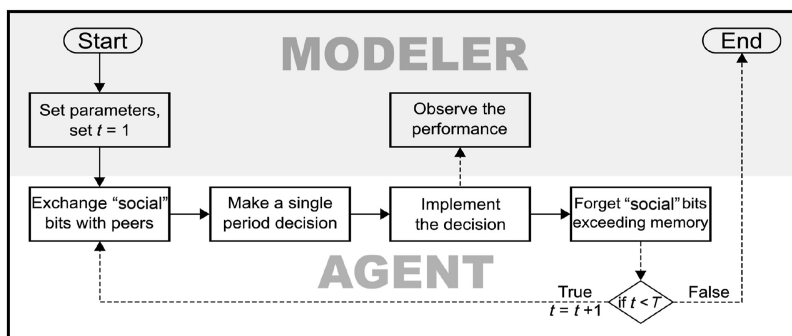 Start
MODELER
End
Set parameters,
set t = 1
Observe the
performance
Exchange “social”
bits with peers
Make a single
period decision
Implement
the decision
Forget “social” bits
exceeding memory
AGENT
True
t = t+1
if t < T
False